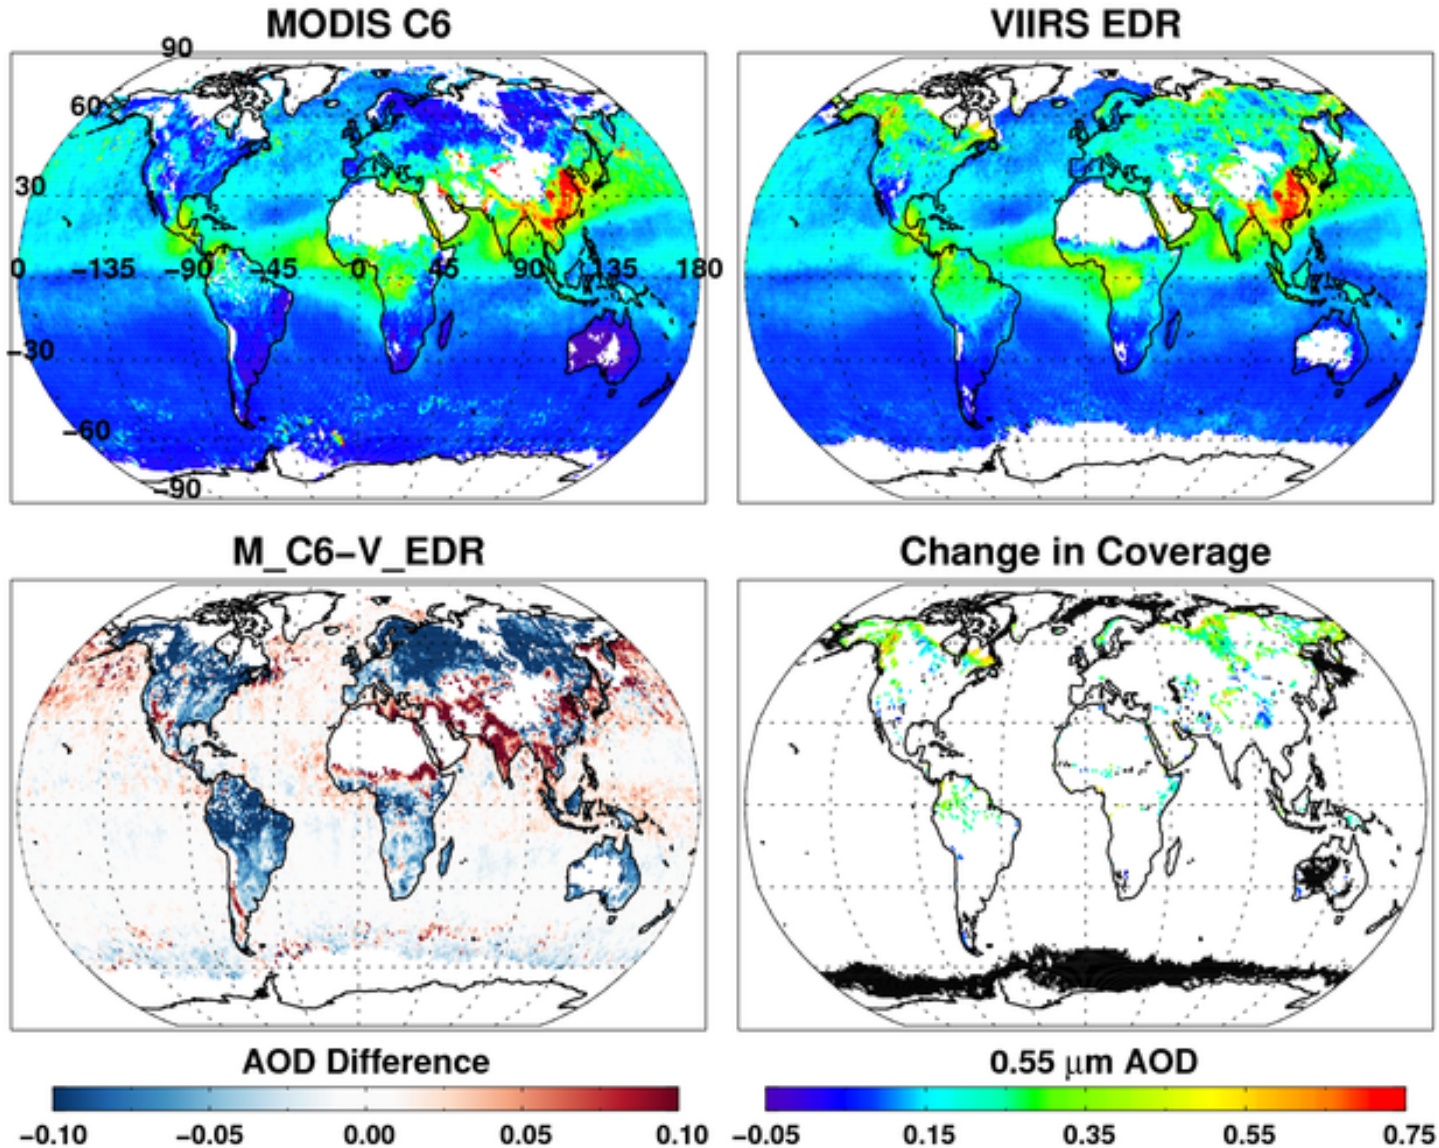 MODIS C6
VIIRS EDR
90
60
30
0 −135 −90 −45 0 45 90 135 180
−30
−60
−90
M_C6−V_EDR
Change in Coverage
AOD Difference
0.55 μm AOD
−0.10 −0.05 0.00 0.05 0.10
−0.05 0.15 0.35 0.55 0.75